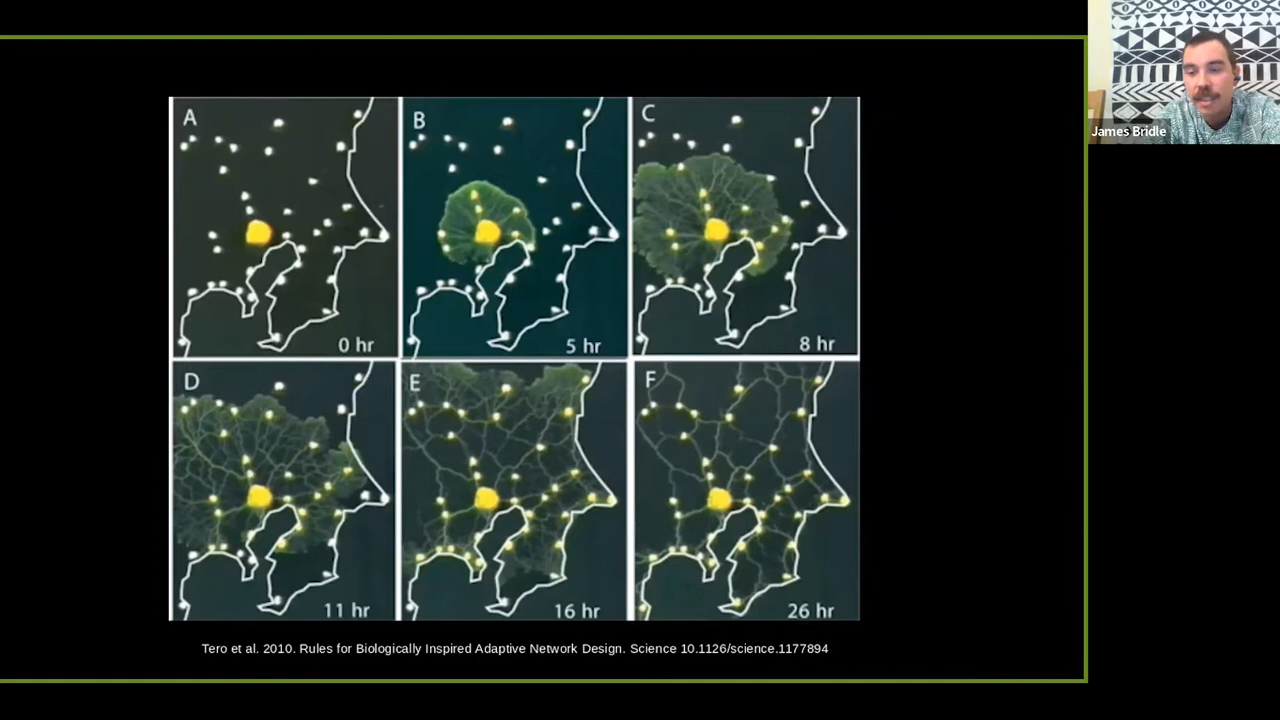 James Bridle
A
B
C
0 hr
5 hr
8 hr
D
E
F
11 hr
16 hr
26 hr
Tero et al. 2010. Rules for Biologically Inspired Adaptive Network Design. Science 10.1126/science.1177894